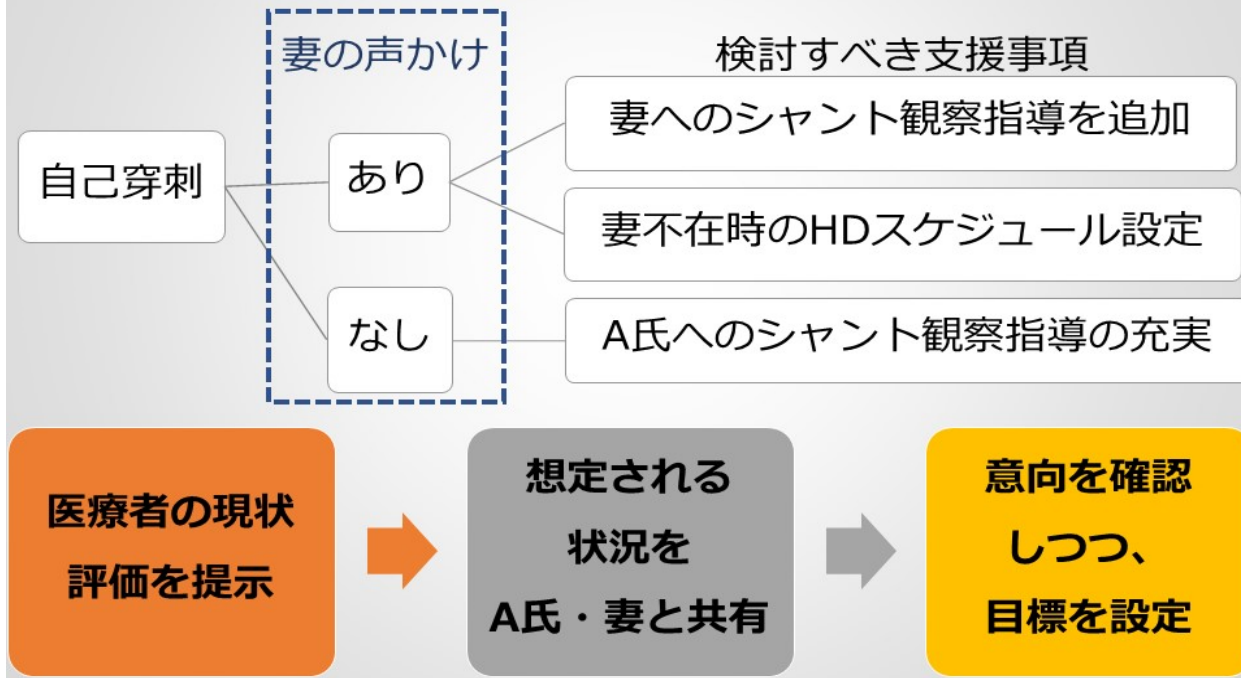 妻の声かけ
検討すべき支援事項
自己穿刺
あり
妻へのシャント観察指導を追加
妻不在時のHDスケジュール設定
なし
A氏へのシャント観察指導の充実
医療者の現状
評価を提示
想定される
状況を
A氏・妻と共有
意向を確認
しつつ、
目標を設定